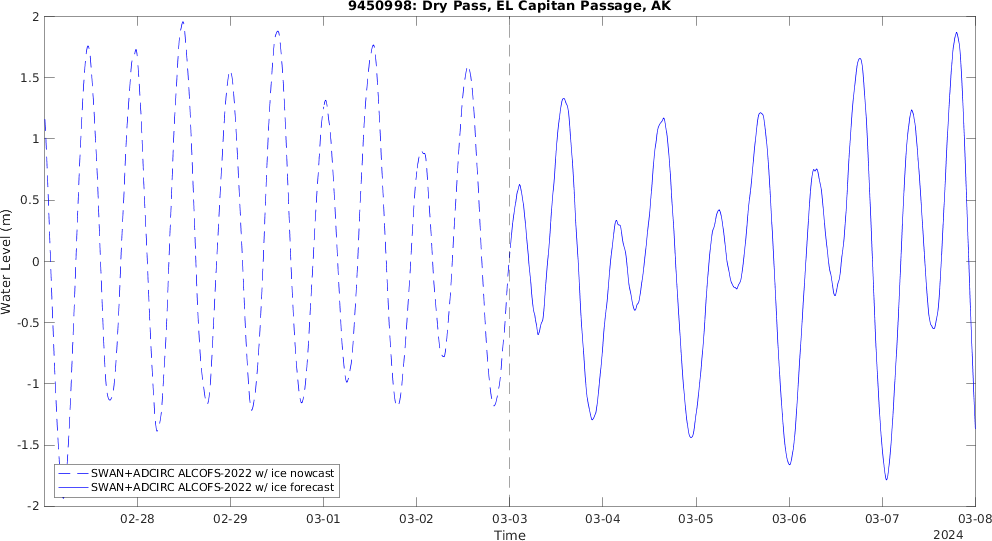 9450998: Dry Pass, EL Capitan Passage, AK
2
1.5
1
0.5
0
-0.5
-1
-1.5
-2
Water Level (m)
SWAN+ADCIRC ALCOFS-2022 w/ ice nowcast
SWAN+ADCIRC ALCOFS-2022 w/ ice forecast
02-28 02-29 03-01 03-02 03-03 03-04 03-05 03-06 03-07 03-08
Time
2024